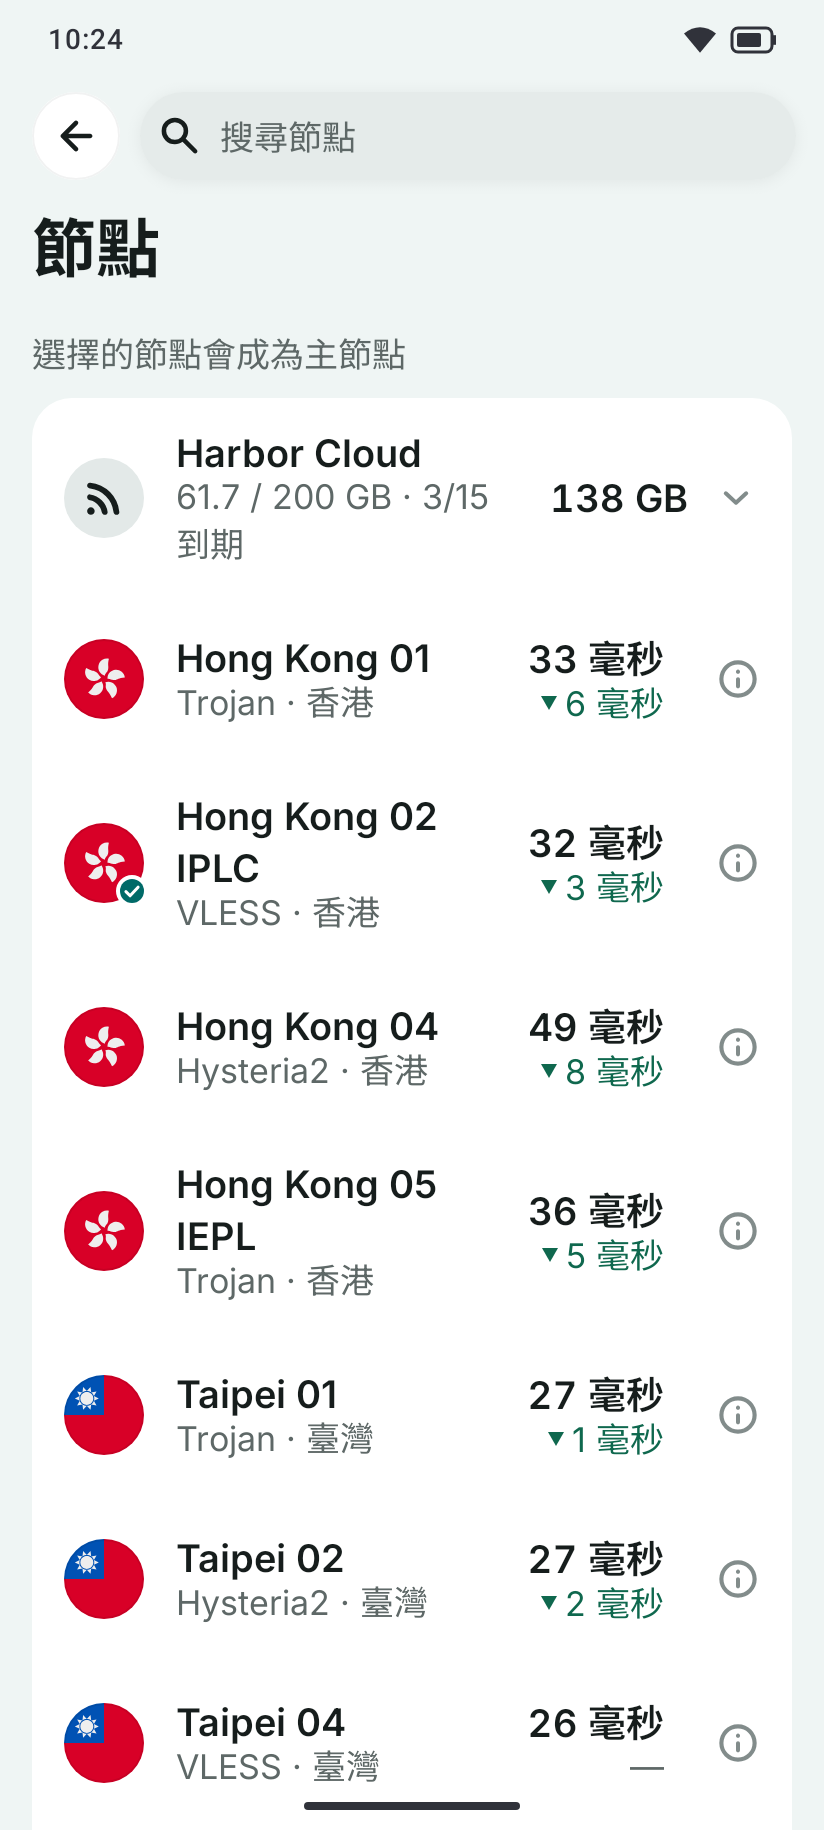 10:24
搜尋節點
節點
選擇的節點會成為主節點
Harbor Cloud
61.7 / 200 GB · 3/15
到期
138 GB
Hong Kong 01
Trojan · 香港
33 毫秒
▼6 毫秒
Hong Kong 02
IPLC
VLESS · 香港
32 毫秒
▼3 毫秒
Hong Kong 04
Hysteria2 · 香港
49 毫秒
▼8 毫秒
Hong Kong 05
IEPL
Trojan · 香港
36 毫秒
▼5 毫秒
Taipei 01
Trojan · 臺灣
27 毫秒
▼1 毫秒
Taipei 02
Hysteria2 · 臺灣
27 毫秒
▼2 毫秒
Taipei 04
VLESS · 臺灣
26 毫秒
—